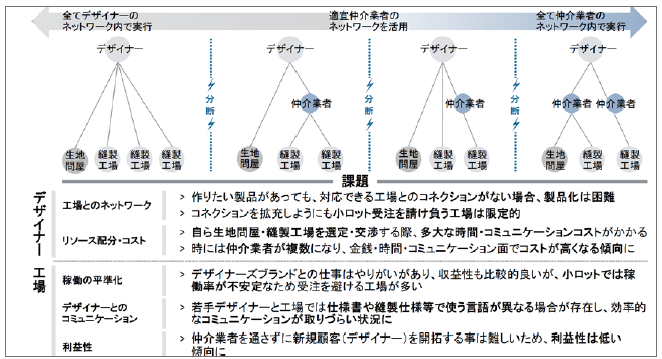 全てデザイナーの
ネットワーク内で実行
適宜仲介業者の
ネットワークを活用
全て仲介業者の
ネットワーク内で実行
デザイナー
デザイナー
デザイナー
デザイナー
分断
分断
分断
仲介業者
仲介業者
仲介業者
仲介業者
生地
問屋
縫製
工場
縫製
工場
縫製
工場
生地
問屋
縫製
工場
縫製
工場
生地
問屋
縫製
工場
縫製
工場
生地
問屋
縫製
工場
縫製
工場
課題
デザイナー
工場とのネットワーク
> 作りたい製品があっても、対応できる工場とのコネクションがない場合、製品化は困難
> コネクションを拡充しようにも小ロット受注を請け負う工場は限定的
リソース配分・コスト
> 自ら生地問屋・縫製工場を選定・交渉する際、多大な時間・コミュニケーションコストがかかる
> 時には仲介業者が複数になり、金銭・時間・コミュニケーション面でコストが高くなる傾向に
工場
稼働の平準化
> デザイナーズブランドとの仕事はやりがいがあり、収益性も比較的良いが、小ロットでは稼
働率が不安定なため受注を避ける工場が多い
デザイナーとの
コミュニケーション
> 若手デザイナーと工場では仕様書や縫製仕様等で使う言語が異なる場合が存在し、効率的
なコミュニケーションが取りづらい状況に
利益性
> 仲介業者を通さずに新規顧客(デザイナー)を開拓する事は難しいため、利益性は低い
傾向に